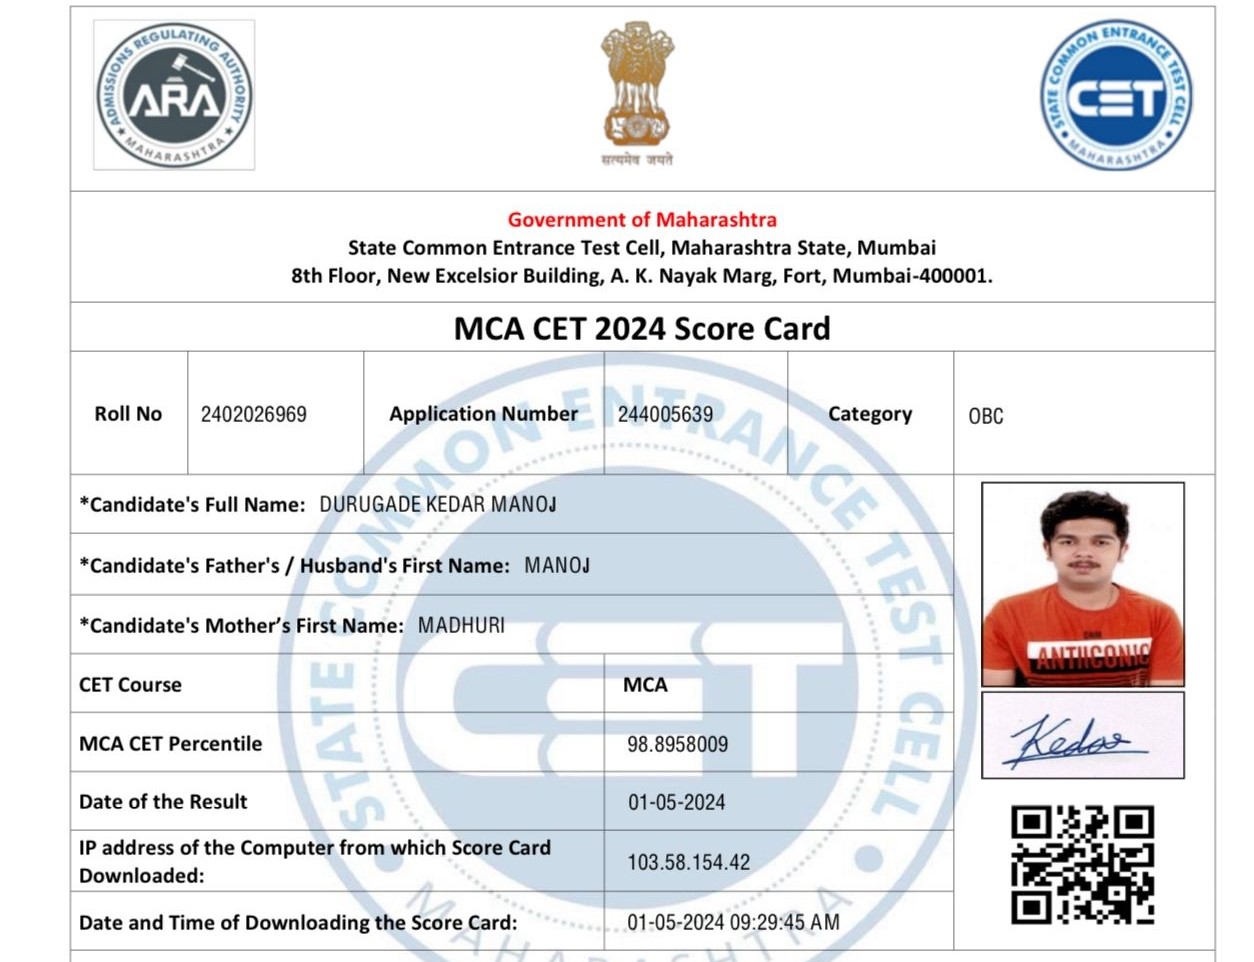 ADMISSIONS REGULATING AUTHORITY
ARA
MAHARASHTRA
सत्यमेव जयते
STATE COMMON ENTRANCE TEST CELL
CET
MAHARASHTRA
Government of Maharashtra
State Common Entrance Test Cell, Maharashtra State, Mumbai
8th Floor, New Excelsior Building, A. K. Nayak Marg, Fort, Mumbai-400001.
MCA CET 2024 Score Card
Roll No 2402026969 Application Number 244005639 Category OBC
*Candidate's Full Name: DURUGADE KEDAR MANOJ
*Candidate's Father's / Husband's First Name: MANOJ
*Candidate's Mother’s First Name: MADHURI
CET Course MCA
MCA CET Percentile 98.8958009
Date of the Result 01-05-2024
IP address of the Computer from which Score Card
Downloaded: 103.58.154.42
Date and Time of Downloading the Score Card: 01-05-2024 09:29:45 AM
ANTIICONIC
Kedar
STATE COMMON ENTRANCE TEST CELL
CET
MAHARASHTRA